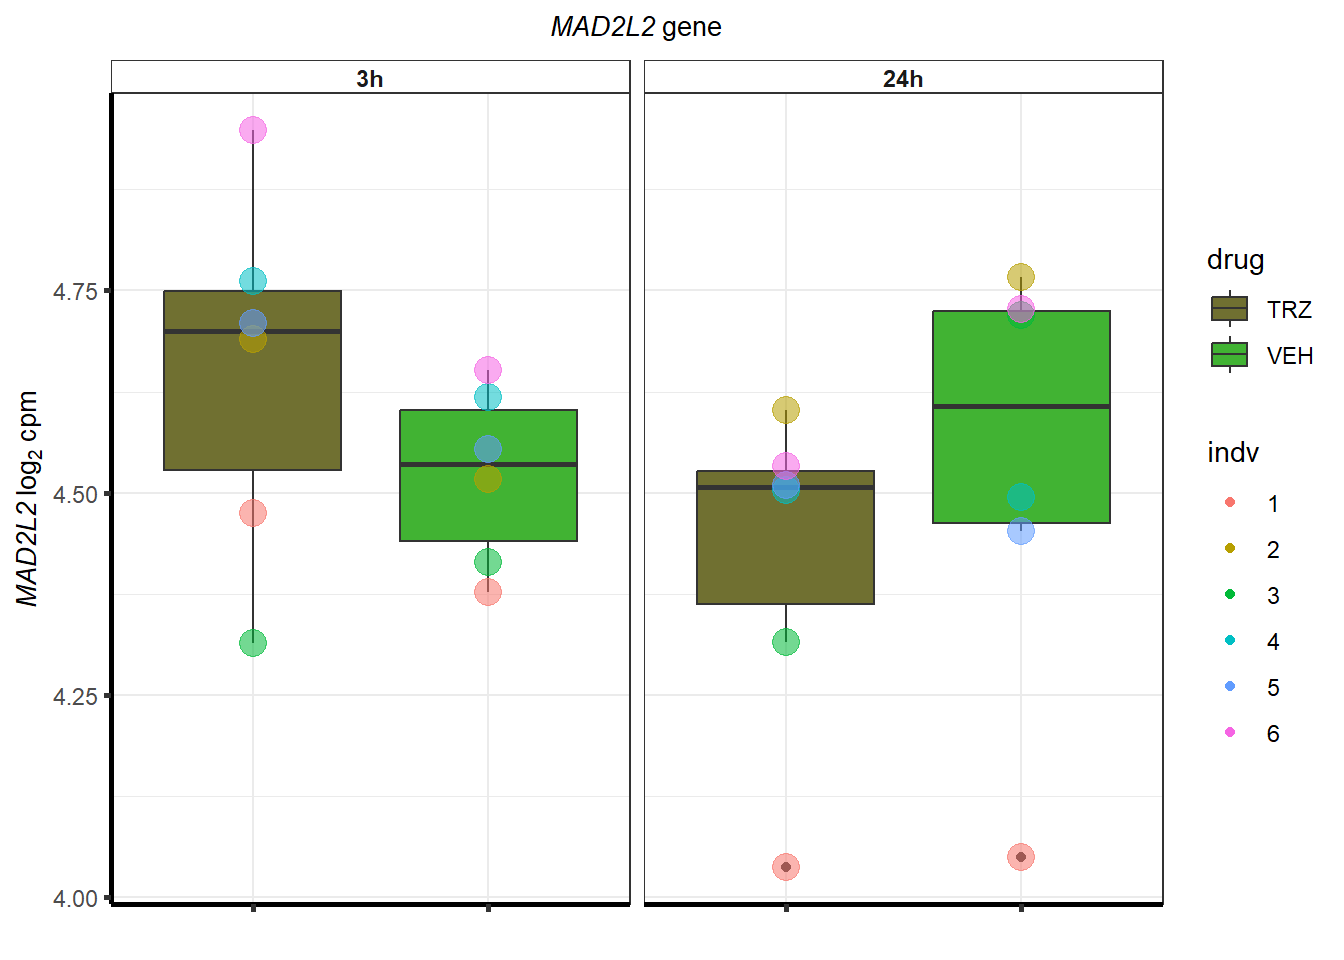 MAD2L2 gene
3h
24h
MAD2L2 log₂ cpm
4.75
4.50
4.25
4.00
drug
TRZ
VEH
indv
1
2
3
4
5
6